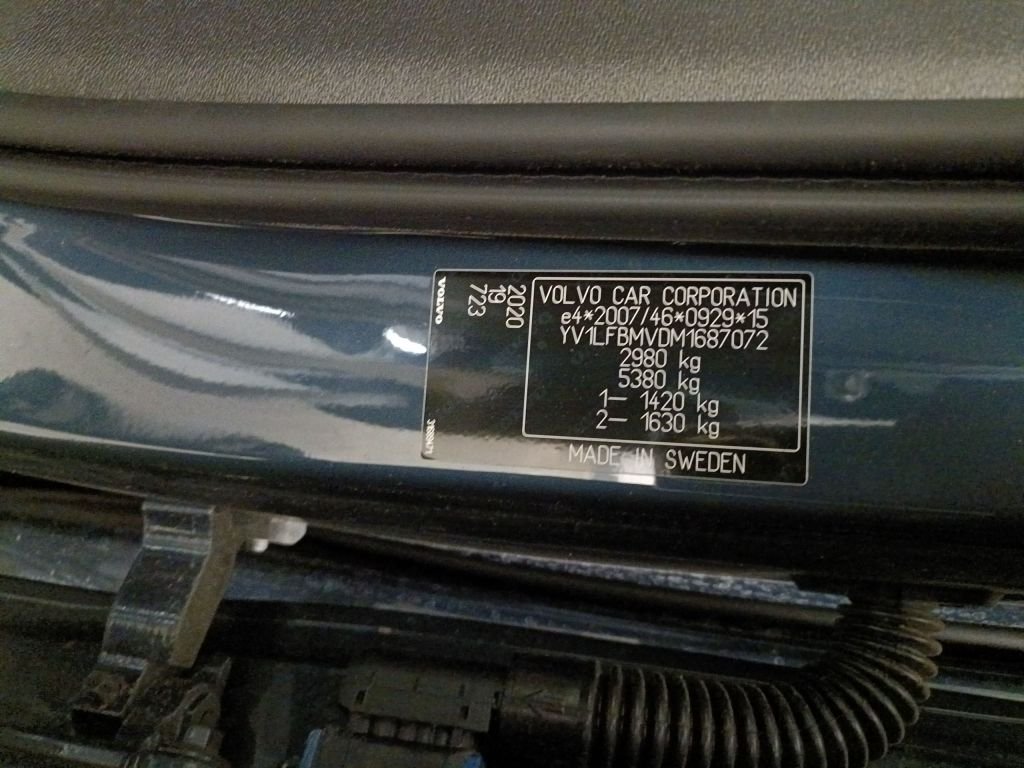 VOLVO
2020
19
723
VOLVO CAR CORPORATION
e4*2007/46*0929*15
YV1LFBMVDM1687072
2980 kg
5380 kg
1– 1420 kg
2– 1630 kg
MADE IN SWEDEN